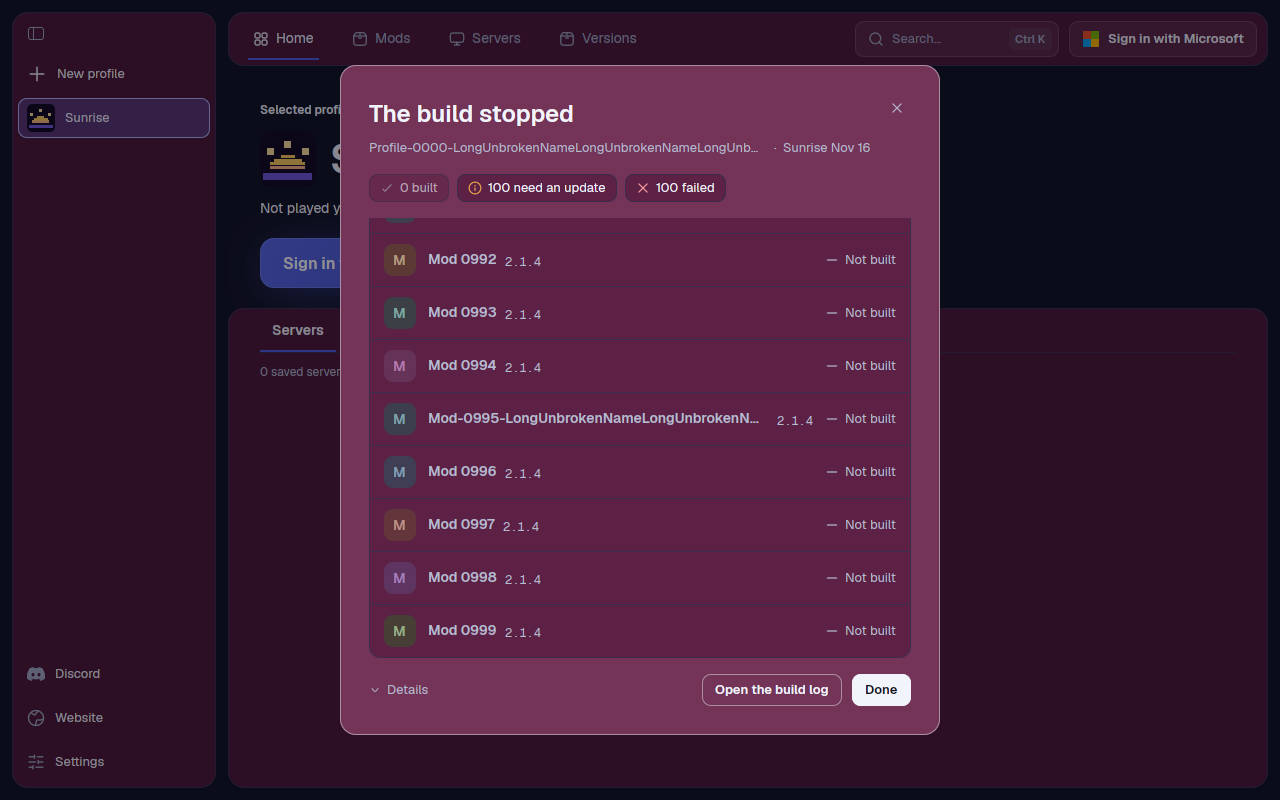 New profile
Sunrise
Discord
Website
Settings
Home
Mods
Servers
Versions
Search...
Ctrl K
Sign in with Microsoft
Selected profi
Not played y
Sign in
Servers
0 saved server
The build stopped
Profile-0000-LongUnbrokenNameLongUnbrokenNameLongUnb... · Sunrise Nov 16
0 built
100 need an update
100 failed
M Mod 0992 2.1.4 — Not built
M Mod 0993 2.1.4 — Not built
M Mod 0994 2.1.4 — Not built
M Mod-0995-LongUnbrokenNameLongUnbrokenN... 2.1.4 — Not built
M Mod 0996 2.1.4 — Not built
M Mod 0997 2.1.4 — Not built
M Mod 0998 2.1.4 — Not built
M Mod 0999 2.1.4 — Not built
Details
Open the build log
Done